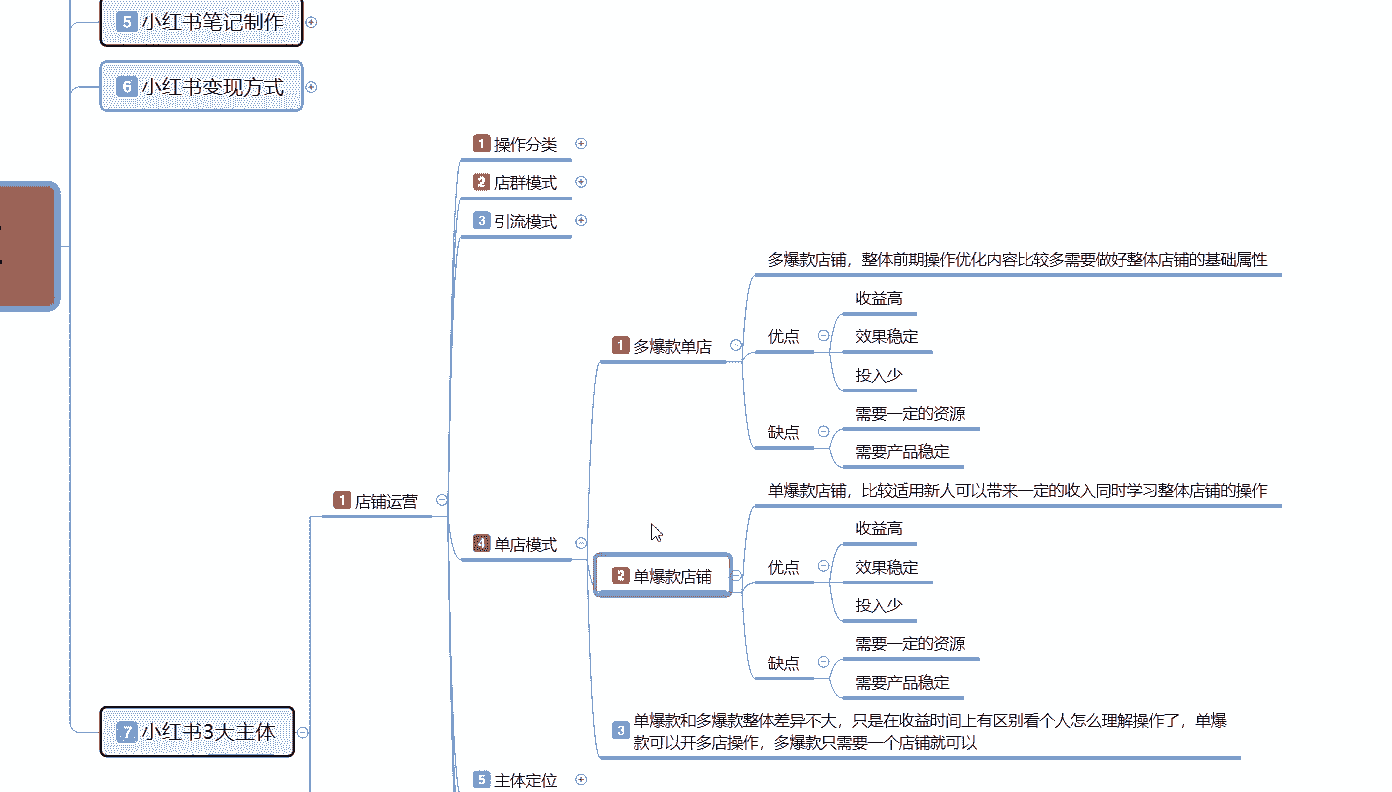 5 小红书笔记制作
6 小红书变现方式
1 操作分类
2 店群模式
3 引流模式
多爆款店铺，整体前期操作优化内容比较多需要做好整体店铺的基础属性
收益高
1 多爆款单店
优点
效果稳定
投入少
需要一定的资源
缺点
需要产品稳定
单爆款店铺，比较适用新人可以带来一定的收入同时学习整体店铺的操作
1 店铺运营
收益高
4 单店模式
优点
效果稳定
2 单爆款店铺
投入少
需要一定的资源
缺点
需要产品稳定
3 单爆款和多爆款整体差异不大，只是在收益时间上有区别看个人怎么理解操作了，单爆
款可以开多店操作，多爆款只需要一个店铺就可以
7 小红书3大主体
5 主体定位